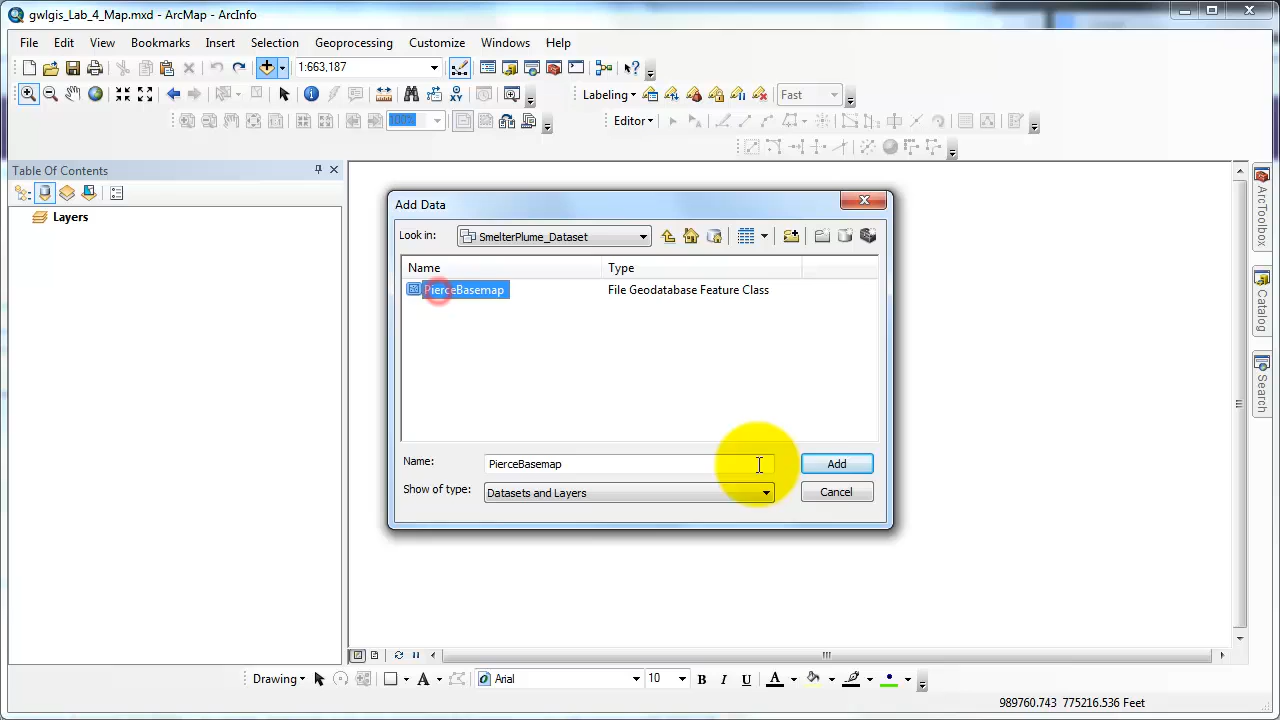 gwlgis_Lab_4_Map.mxd - ArcMap - ArcInfo
File Edit View Bookmarks Insert Selection Geoprocessing Customize Windows Help
1:663,187
Labeling Fast
100% Editor
Table Of Contents
Layers
Add Data
Look in: SmelterPlume_Dataset
Name Type
PierceBasemap File Geodatabase Feature Class
Name: PierceBasemap Add
Show of type: Datasets and Layers Cancel
ArcToolbox
Catalog
Search
Drawing A Arial 10 B I U A
989760.743 775216.536 Feet